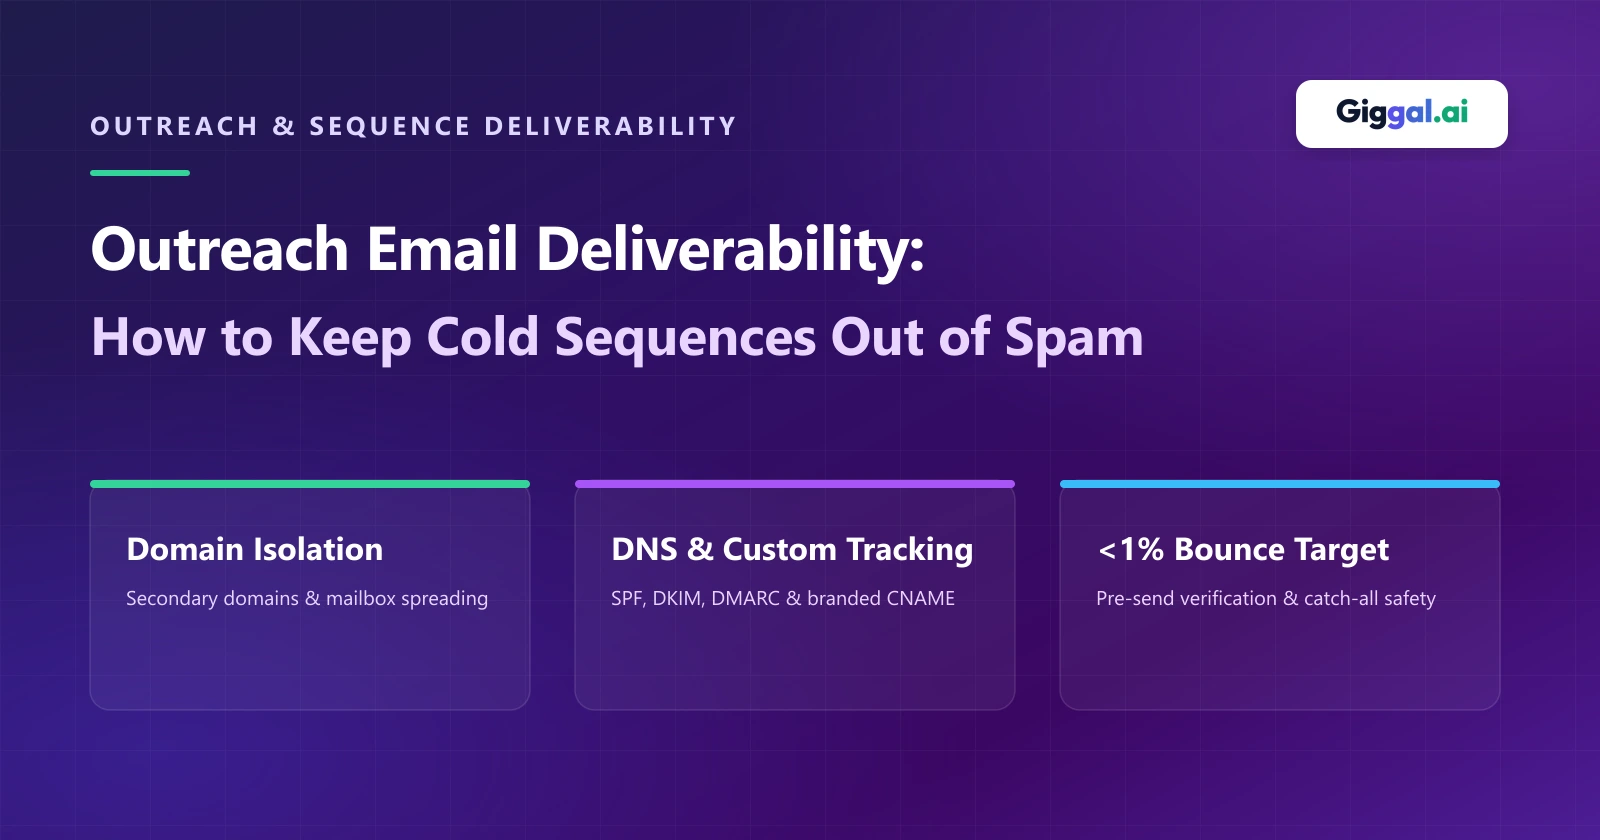 OUTREACH & SEQUENCE DELIVERABILITY
Giggal.ai
Outreach Email Deliverability:
How to Keep Cold Sequences Out of Spam
Domain Isolation
Secondary domains & mailbox spreading
DNS & Custom Tracking
SPF, DKIM, DMARC & branded CNAME
<1% Bounce Target
Pre-send verification & catch-all safety